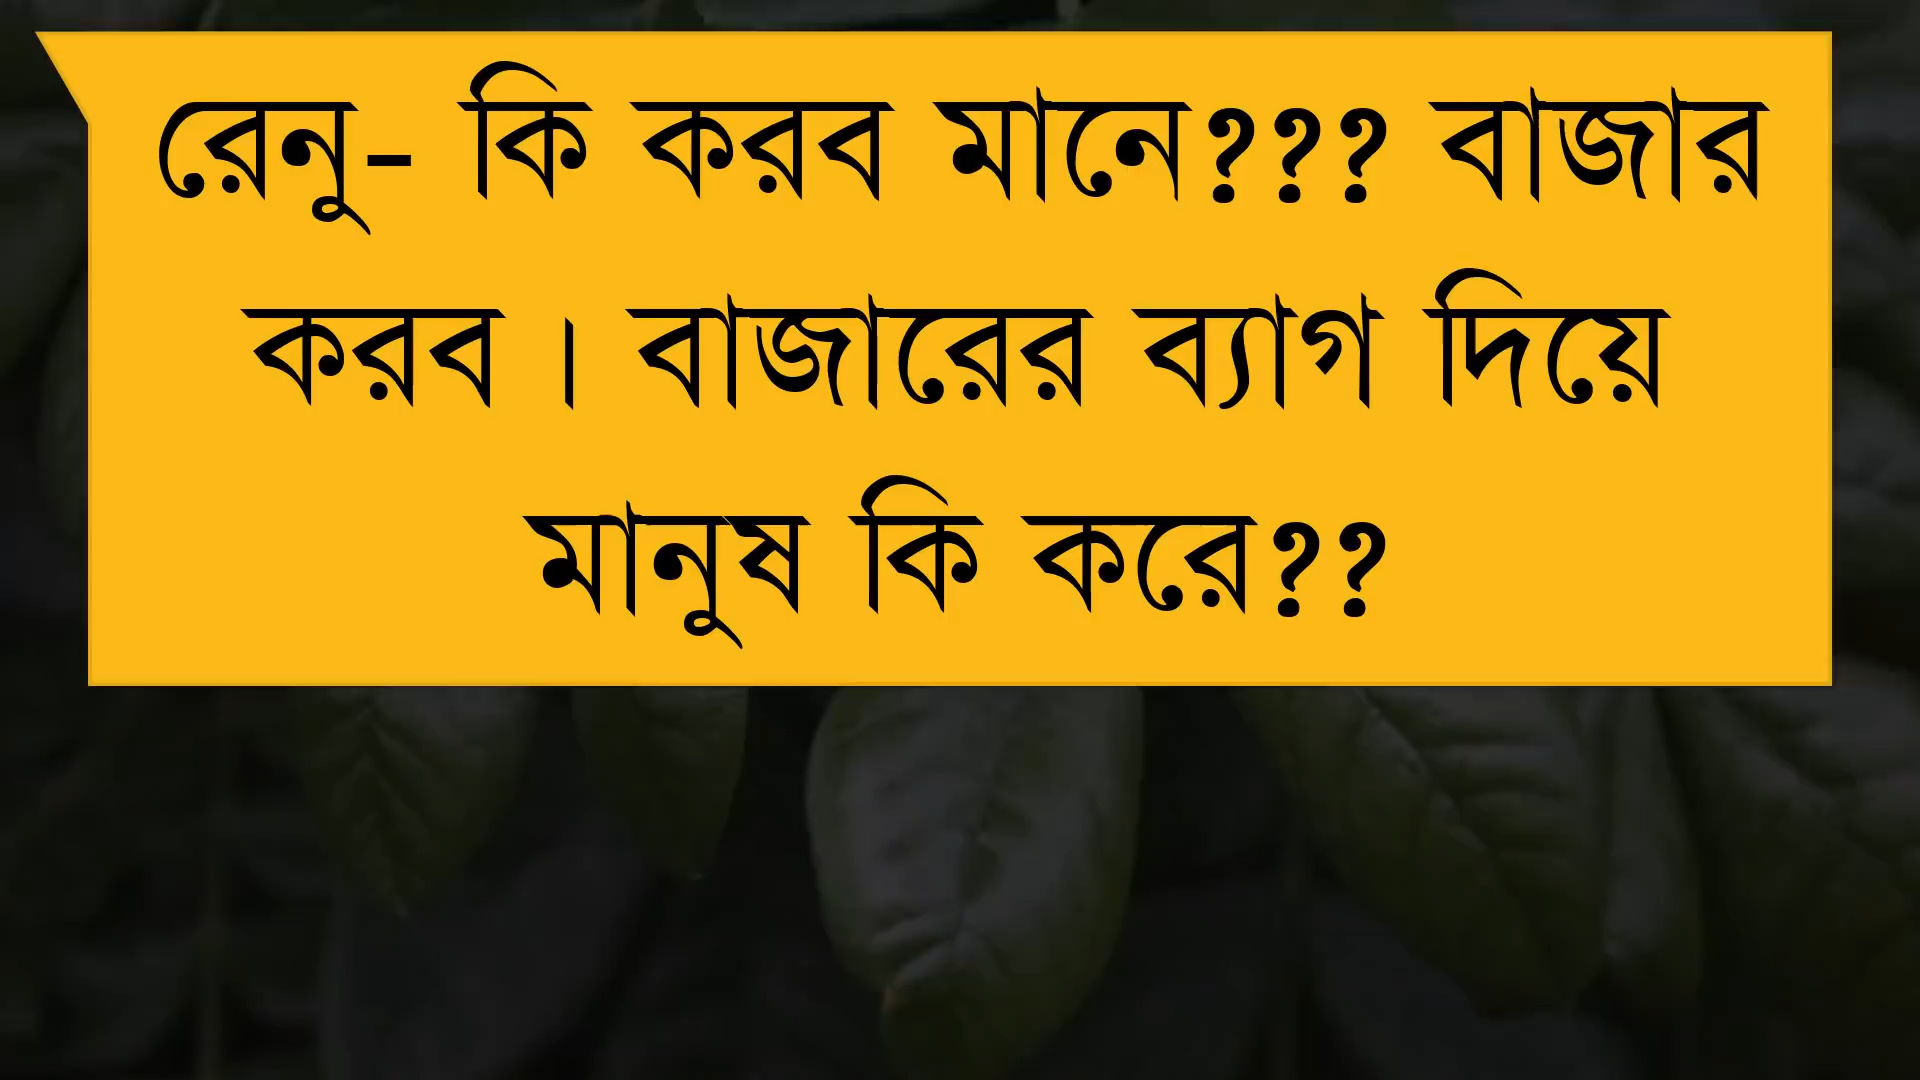 রেনু- কি করব মানে??? বাজার
করব । বাজারের ব্যাগ দিয়ে
মানুষ কি করে??